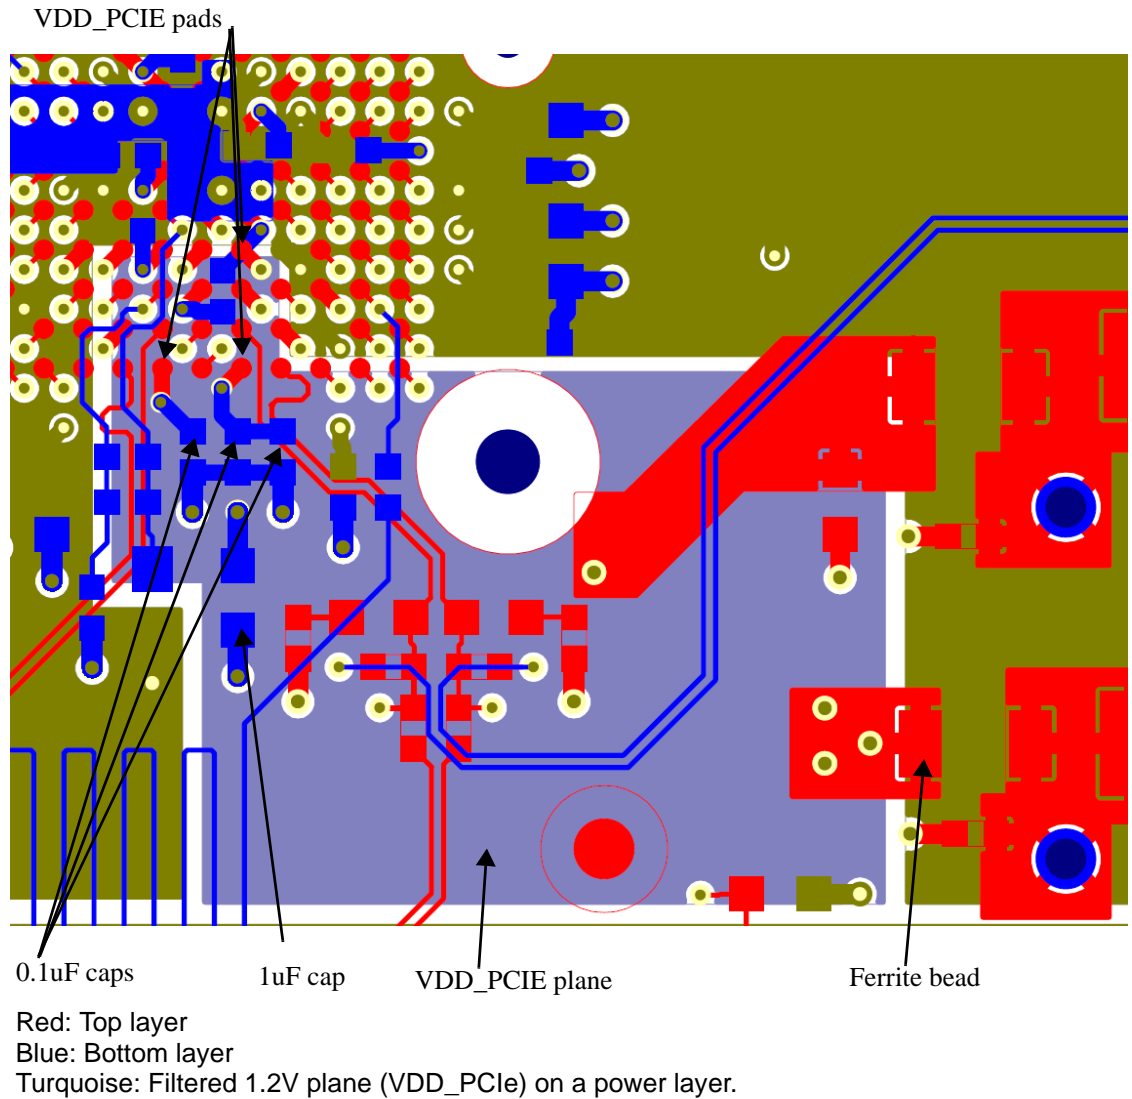 VDD_PCIE pads
0.1uF caps
1uF cap
VDD_PCIE plane
Ferrite bead
Red: Top layer
Blue: Bottom layer
Turquoise: Filtered 1.2V plane (VDD_PCIe) on a power layer.